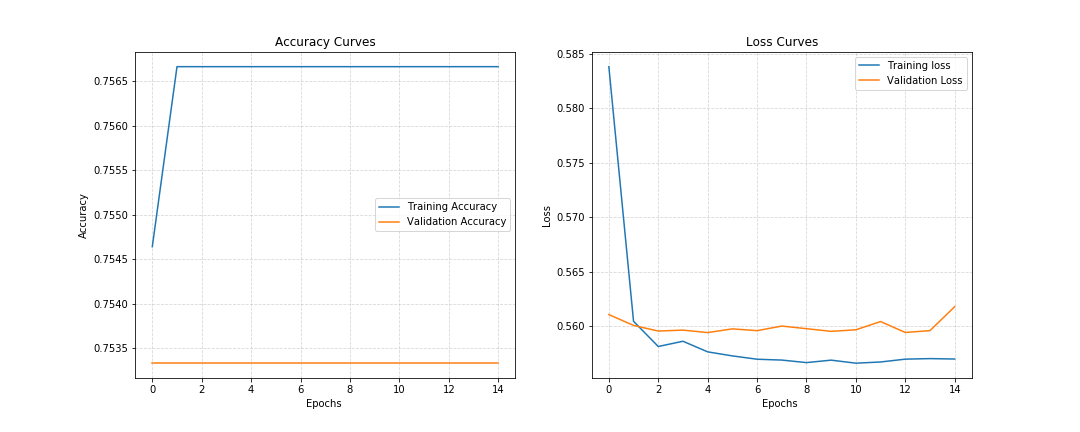 Accuracy Curves
0.7565
0.7560
0.7555
0.7550
0.7545
0.7540
0.7535
Accuracy
Training Accuracy
Validation Accuracy
0 2 4 6 8 10 12 14
Epochs
Loss Curves
0.585
0.580
0.575
0.570
0.565
0.560
Loss
Training loss
Validation Loss
0 2 4 6 8 10 12 14
Epochs